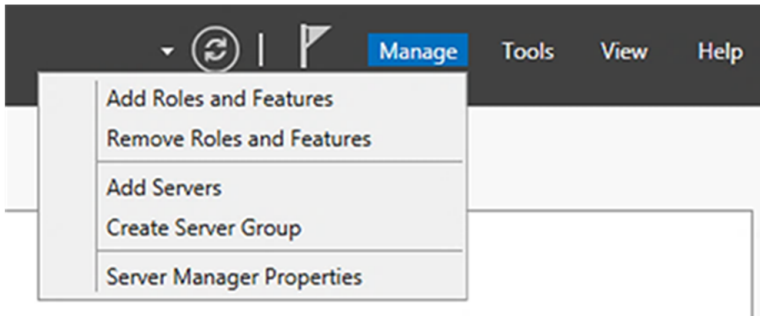 Manage Tools View Help
Add Roles and Features
Remove Roles and Features
Add Servers
Create Server Group
Server Manager Properties